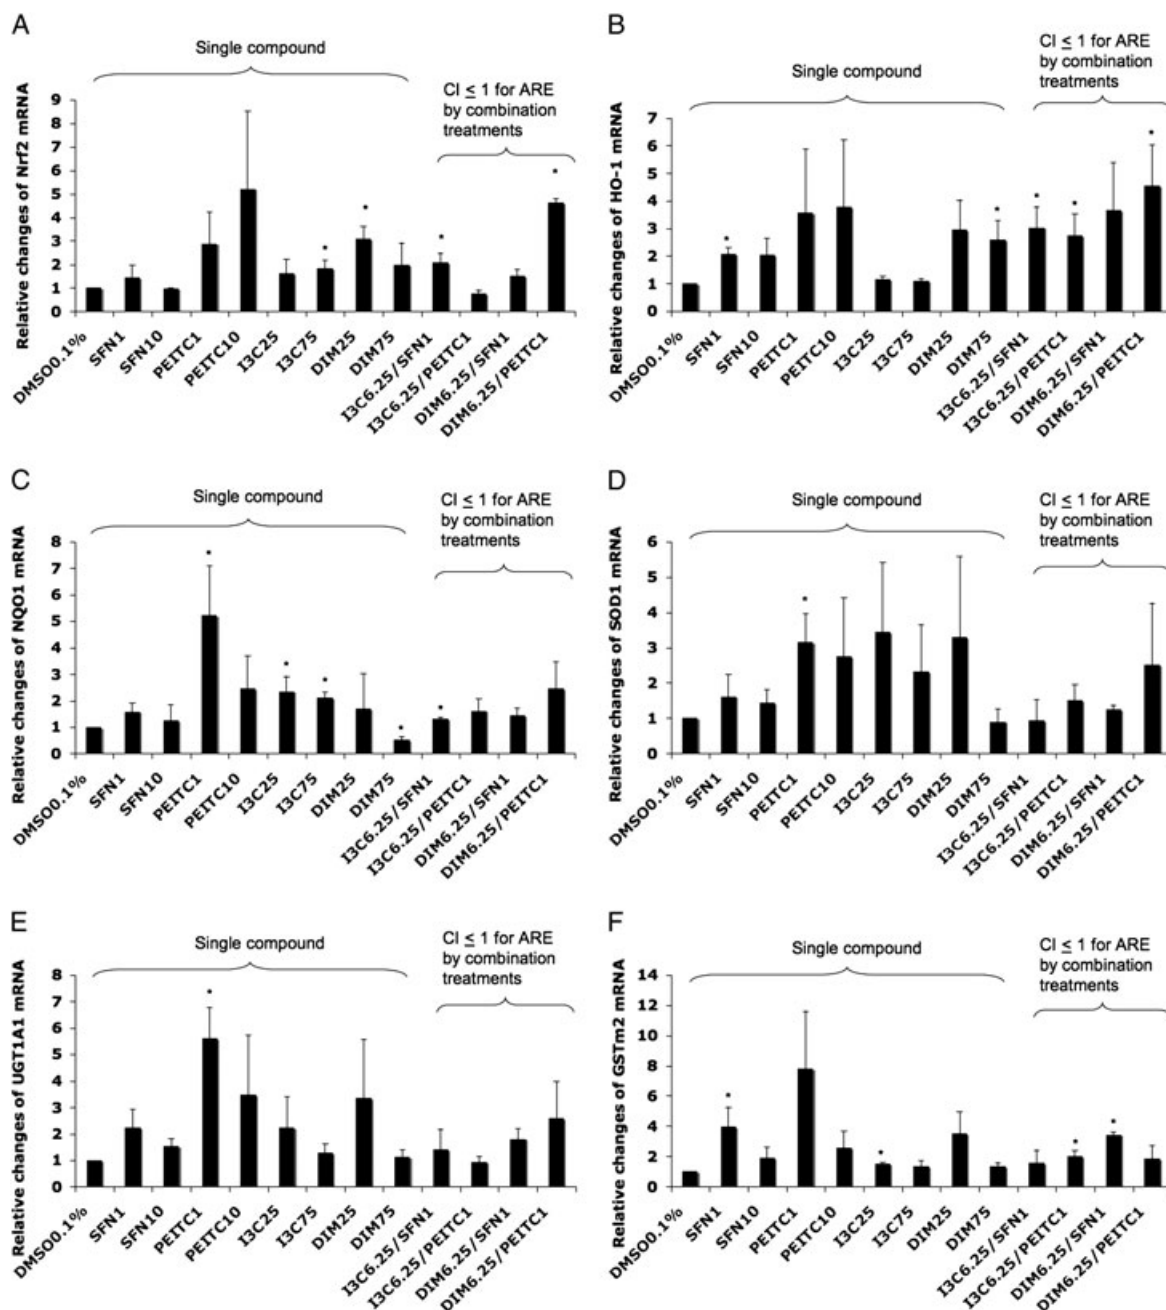 A
Single compound
CI ≤ 1 for ARE
by combination
treatments
Relative changes of Nrf2 mRNA
9
8
7
6
5
4
3
2
1
0
*
*
*
*
DMSO0.1%
SFN1
SFN10
PEITC1
PEITC10
I3C25
I3C75
DIM25
DIM75
I3C6.25/SFN1
I3C6.25/PEITC1
DIM6.25/SFN1
DIM6.25/PEITC1
B
Single compound
CI ≤ 1 for ARE
by combination
treatments
Relative changes of HO-1 mRNA
7
6
5
4
3
2
1
0
*
*
*
*
*
DMSO0.1%
SFN1
SFN10
PEITC1
PEITC10
I3C25
I3C75
DIM25
DIM75
I3C6.25/SFN1
I3C6.25/PEITC1
DIM6.25/SFN1
DIM6.25/PEITC1
C
Single compound
CI ≤ 1 for ARE
by combination
treatments
Relative changes of NQO1 mRNA
8
7
6
5
4
3
2
1
0
*
*
*
*
*
DMSO0.1%
SFN1
SFN10
PEITC1
PEITC10
I3C25
I3C75
DIM25
DIM75
I3C6.25/SFN1
I3C6.25/PEITC1
DIM6.25/SFN1
DIM6.25/PEITC1
D
Single compound
CI ≤ 1 for ARE
by combination
treatments
Relative changes of SOD1 mRNA
6
5
4
3
2
1
0
*
DMSO0.1%
SFN1
SFN10
PEITC1
PEITC10
I3C25
I3C75
DIM25
DIM75
I3C6.25/SFN1
I3C6.25/PEITC1
DIM6.25/SFN1
DIM6.25/PEITC1
E
Single compound
CI ≤ 1 for ARE
by combination
treatments
Relative changes of UGT1A1 mRNA
8
7
6
5
4
3
2
1
0
*
DMSO0.1%
SFN1
SFN10
PEITC1
PEITC10
I3C25
I3C75
DIM25
DIM75
I3C6.25/SFN1
I3C6.25/PEITC1
DIM6.25/SFN1
DIM6.25/PEITC1
F
Single compound
CI ≤ 1 for ARE
by combination
treatments
Relative changes of GSTm2 mRNA
14
12
10
8
6
4
2
0
*
*
*
*
DMSO0.1%
SFN1
SFN10
PEITC1
PEITC10
I3C25
I3C75
DIM25
DIM75
I3C6.25/SFN1
I3C6.25/PEITC1
DIM6.25/SFN1
DIM6.25/PEITC1